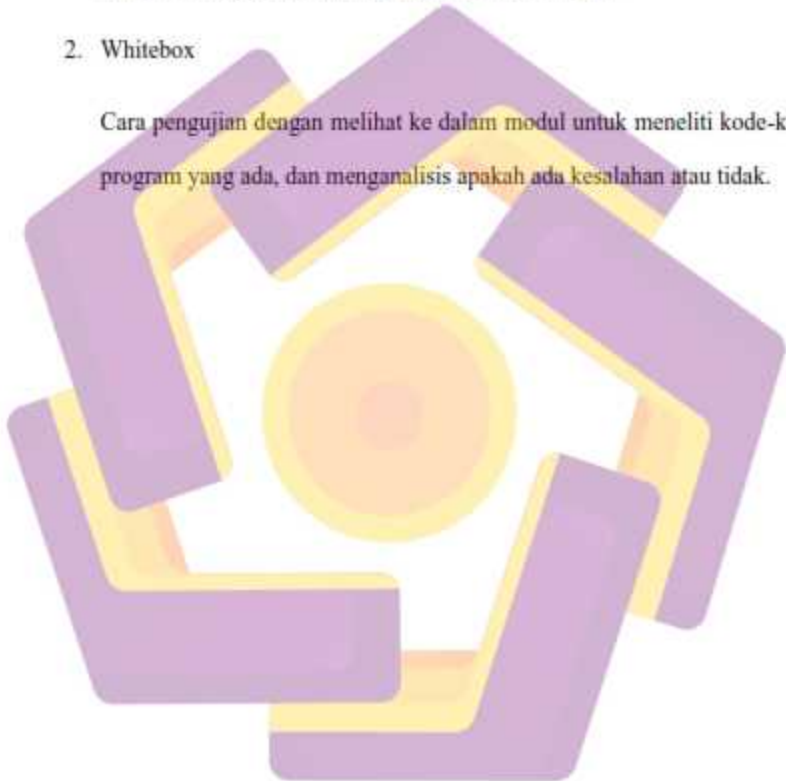 2. Whitebox
Cara pengujian dengan melihat ke dalam modul untuk meneliti kode-k
program yang ada, dan menganalisis apakah ada kesalahan atau tidak.